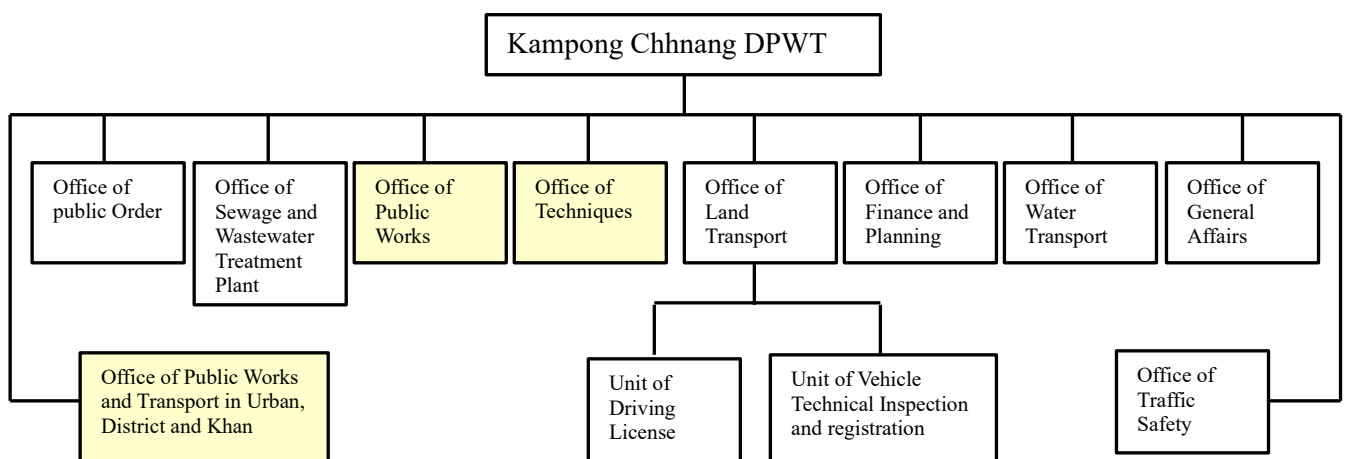 Kampong Chhnang DPWT
Office of
public Order
Office of
Sewage and
Wastewater
Treatment
Plant
Office of
Public
Works
Office of
Techniques
Office of
Land
Transport
Office of
Finance and
Planning
Office of
Water
Transport
Office of
General
Affairs
Office of Public Works
and Transport in Urban,
District and Khan
Unit of
Driving
License
Unit of Vehicle
Technical Inspection
and registration
Office of
Traffic
Safety